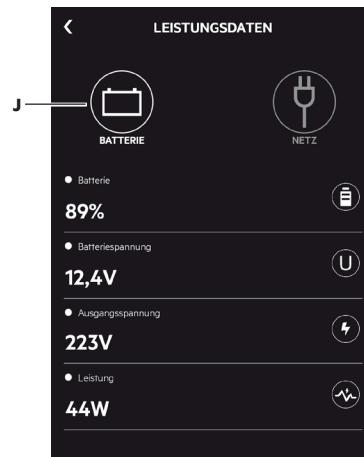 LEISTUNGSDATEN
J
BATTERIE
NETZ
Batterie
89%
Batteriespannung
12,4V
U
Ausgangsspannung
223V
Leistung
44W